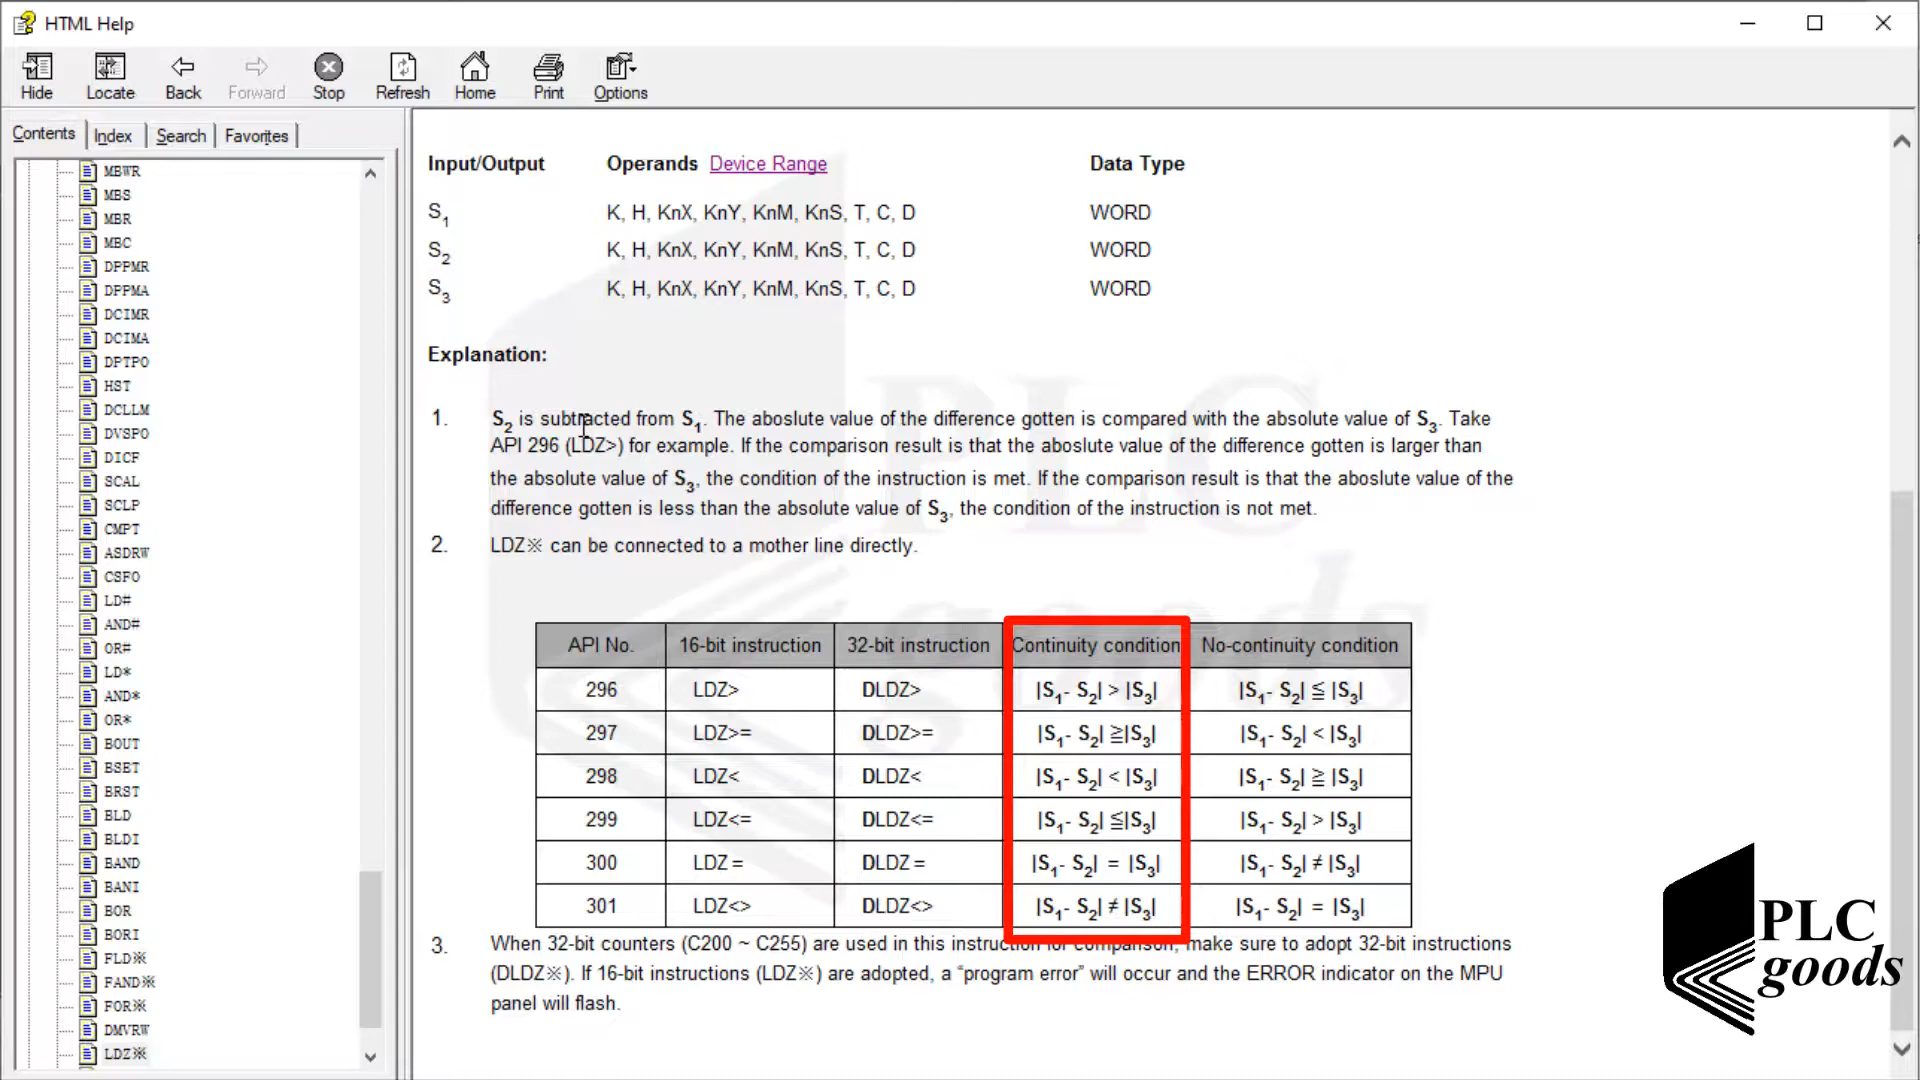 HTML Help
Hide Locate Back Forward Stop Refresh Home Print Options
Contents Index Search Favorites
MBWR
MBS
MBR
MBC
DPPMR
DPPMA
DCIMR
DCIMA
DPTPO
HST
DCLLM
DVSPO
DICF
SCAL
SCLP
CMPT
ASDRW
CSFO
LD#
AND#
OR#
LD*
AND*
OR*
BOUT
BSET
BRST
BLD
BLDI
BAND
BANI
BOR
BORI
FLD※
FAND※
FOR※
DMVRW
LDZ※
Input/Output Operands Device Range Data Type
S1 K, H, KnX, KnY, KnM, KnS, T, C, D WORD
S2 K, H, KnX, KnY, KnM, KnS, T, C, D WORD
S3 K, H, KnX, KnY, KnM, KnS, T, C, D WORD
Explanation:
1. S2 is subtracted from S1. The aboslute value of the difference gotten is compared with the absolute value of S3. Take
API 296 (LDZ>) for example. If the comparison result is that the aboslute value of the difference gotten is larger than
the absolute value of S3, the condition of the instruction is met. If the comparison result is that the aboslute value of the
difference gotten is less than the absolute value of S3, the condition of the instruction is not met.
2. LDZ※ can be connected to a mother line directly.
API No. 16-bit instruction 32-bit instruction Continuity condition No-continuity condition
296 LDZ> DLDZ> |S1- S2| > |S3| |S1- S2| ≦ |S3|
297 LDZ>= DLDZ>= |S1- S2| ≧|S3| |S1- S2| < |S3|
298 LDZ< DLDZ< |S1- S2| < |S3| |S1- S2| ≧ |S3|
299 LDZ<= DLDZ<= |S1- S2| ≦|S3| |S1- S2| > |S3|
300 LDZ = DLDZ = |S1- S2| = |S3| |S1- S2| ≠ |S3|
301 LDZ<> DLDZ<> |S1- S2| ≠ |S3| |S1- S2| = |S3|
3. When 32-bit counters (C200 ~ C255) are used in this instruction for comparison, make sure to adopt 32-bit instructions
(DLDZ※). If 16-bit instructions (LDZ※) are adopted, a “program error” will occur and the ERROR indicator on the MPU
panel will flash.
PLC
goods
PLC
goods